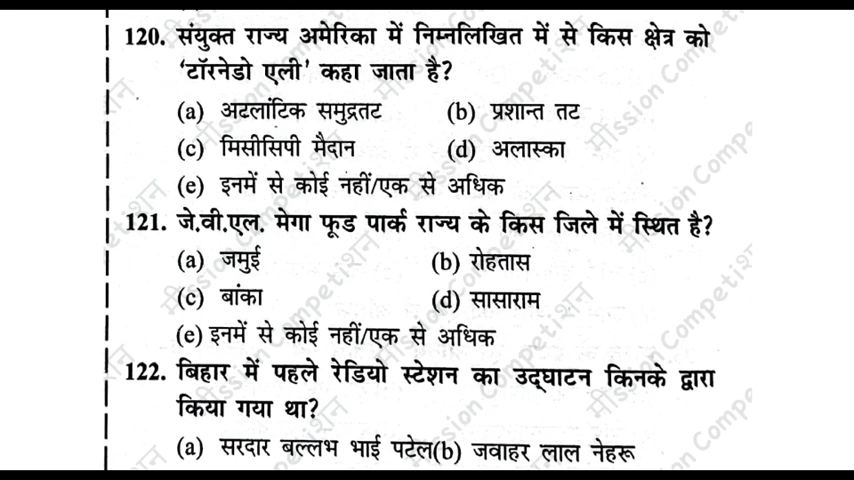 120. संयुक्त राज्य अमेरिका में निम्नलिखित में से किस क्षेत्र को
'टॉरनेडो एली' कहा जाता है?
(a) अटलांटिक समुद्रतट (b) प्रशान्त तट
(c) मिसीसिपी मैदान (d) अलास्का
(e) इनमें से कोई नहीं/एक से अधिक
121. जे.वी.एल. मेगा फूड पार्क राज्य के किस जिले में स्थित है?
(a) जमुई (b) रोहतास
(c) बांका (d) सासाराम
(e) इनमें से कोई नहीं/एक से अधिक
122. बिहार में पहले रेडियो स्टेशन का उद्घाटन किनके द्वारा
किया गया था?
(a) सरदार बल्लभ भाई पटेल(b) जवाहर लाल नेहरू